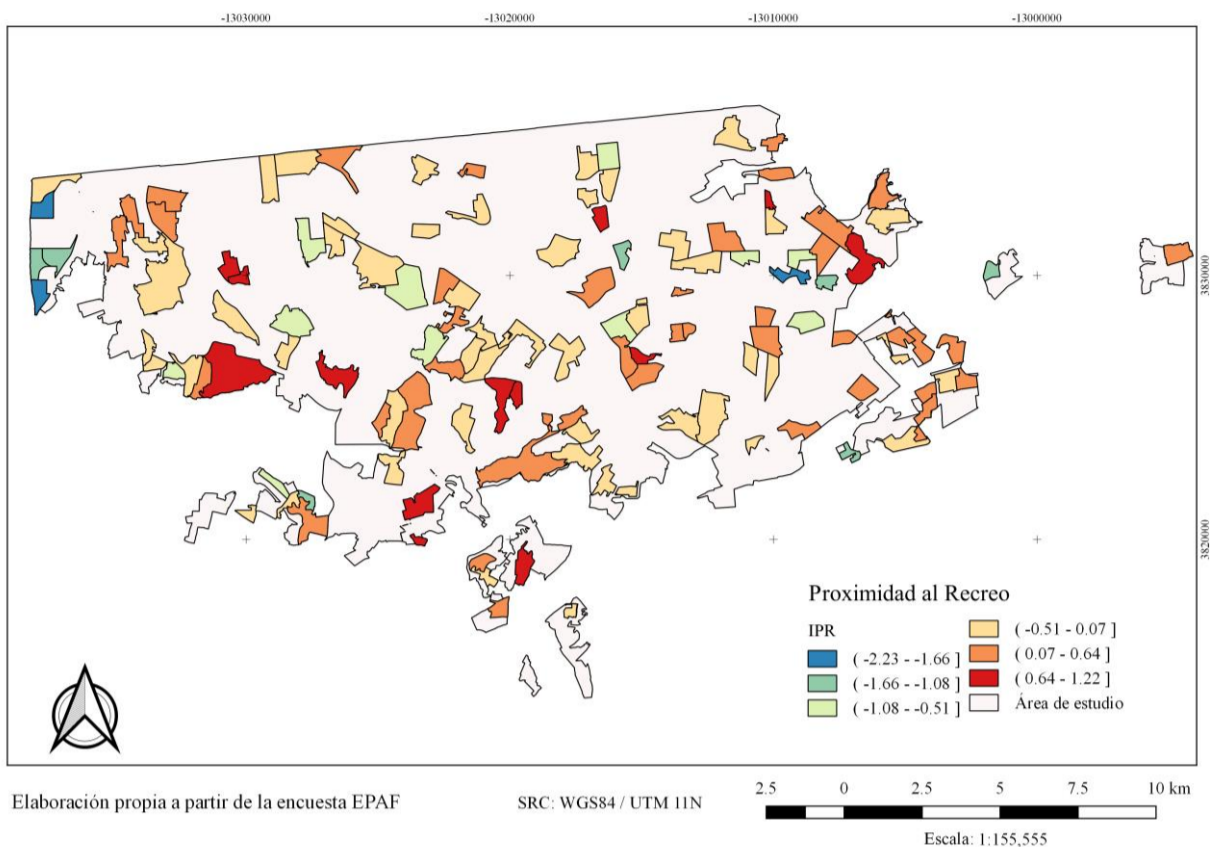 -13030000
-13020000
-13010000
-13000000
3830000
3820000
Proximidad al Recreo
IPR
( -2.23 - -1.66 ]
( -1.66 - -1.08 ]
( -1.08 - -0.51 ]
( -0.51 - 0.07 ]
( 0.07 - 0.64 ]
( 0.64 - 1.22 ]
Área de estudio
Elaboración propia a partir de la encuesta EPAF
SRC: WGS84 / UTM 11N
2.5 0 2.5 5 7.5 10 km
Escala: 1:155,555